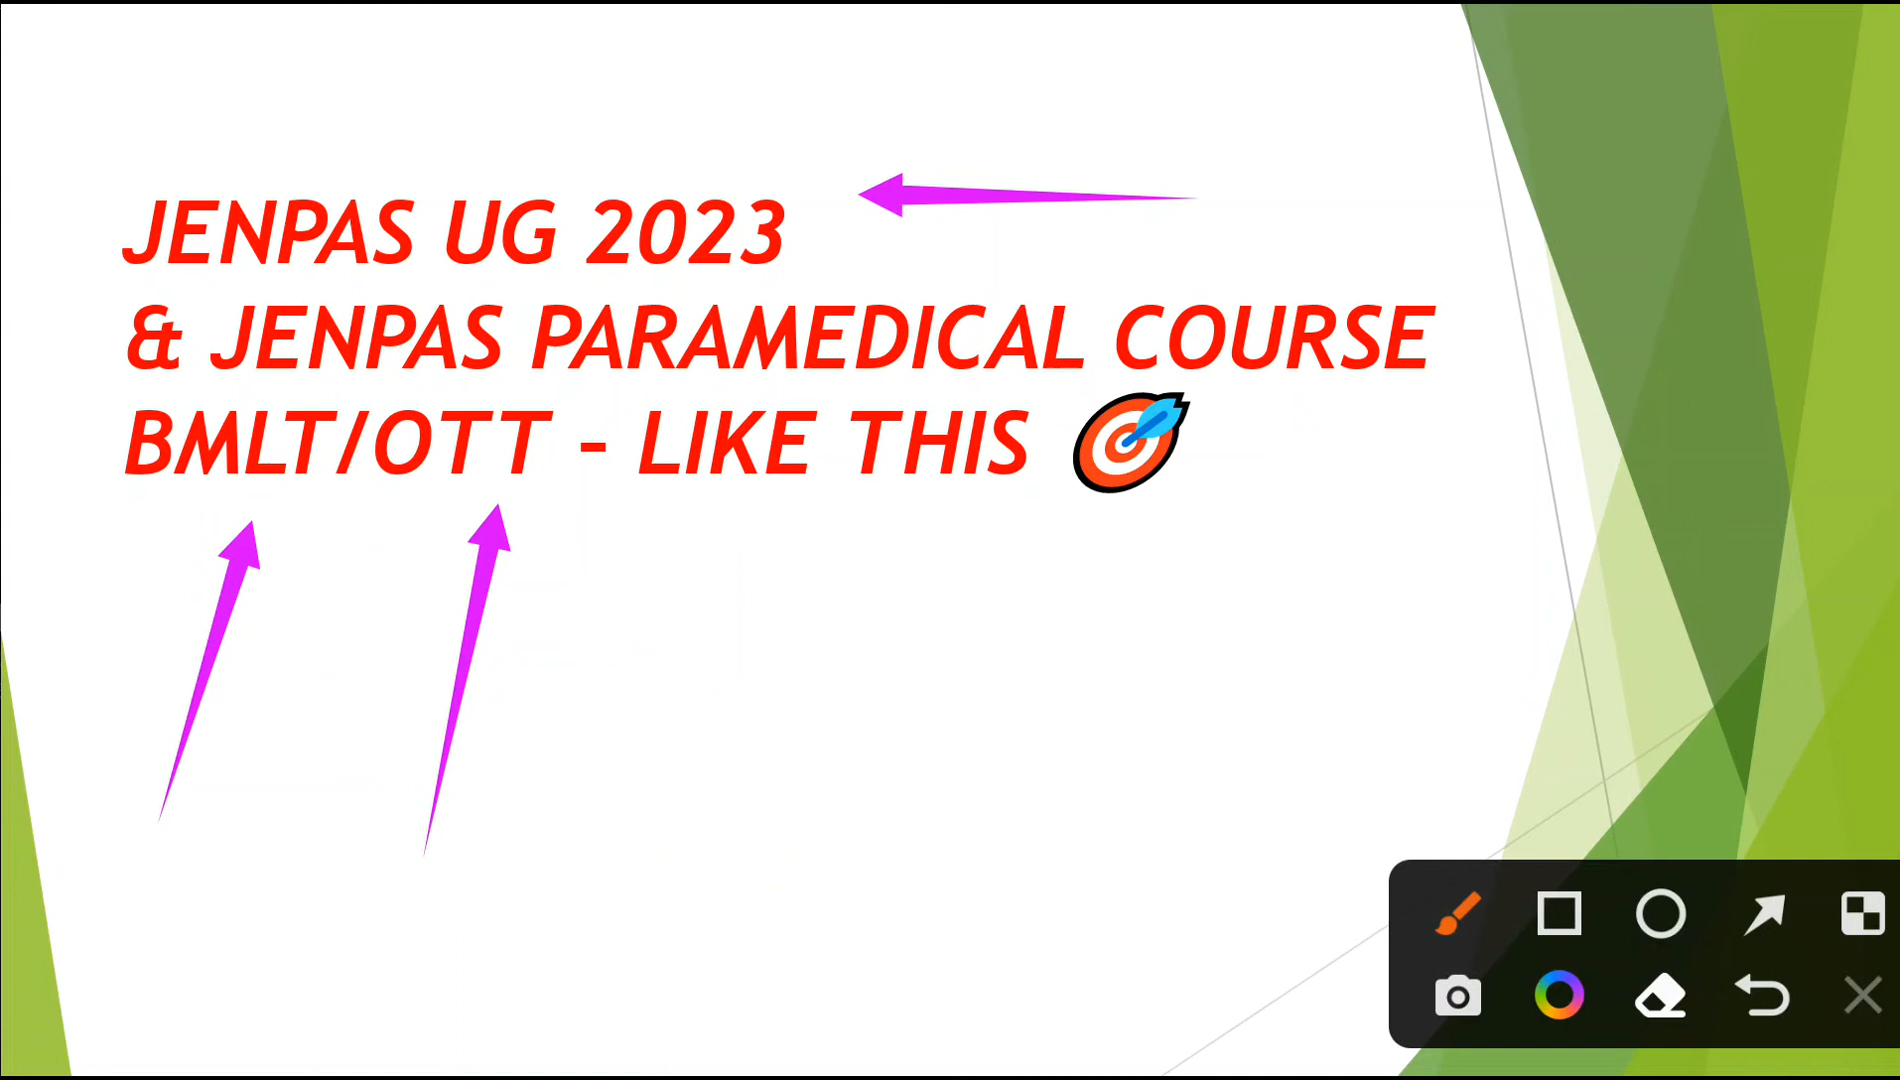 JENPAS UG 2023
& JENPAS PARAMEDICAL COURSE
BMLT/OTT - LIKE THIS 🎯